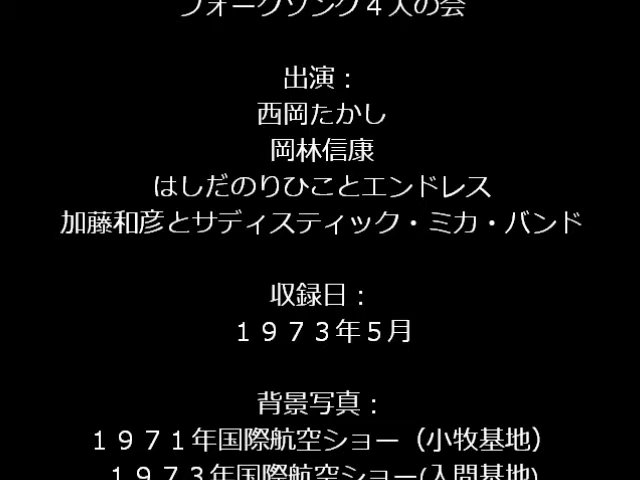 フォークソング４人の会
出演：
西岡たかし
岡林信康
はしだのりひことエンドレス
加藤和彦とサディスティック・ミカ・バンド
収録日：
１９７３年５月
背景写真：
１９７１年国際航空ショー（小牧基地）
１９７３年国際航空ショー(入間基地)